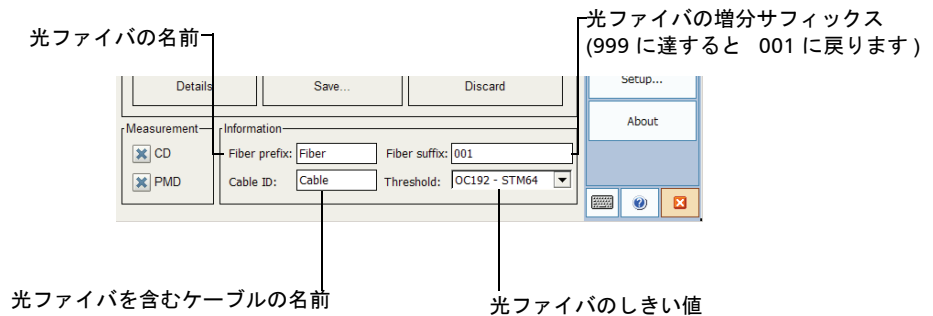 光ファイバの名前
光ファイバの増分サフィックス
(999 に達すると 001 に戻ります)
Details
Save...
Discard
Setup...
About
Measurement
CD
PMD
Information
Fiber prefix: Fiber
Fiber suffix: 001
Cable ID: Cable
Threshold: OC192 - STM64
光ファイバを含むケーブルの名前
光ファイバのしきい値